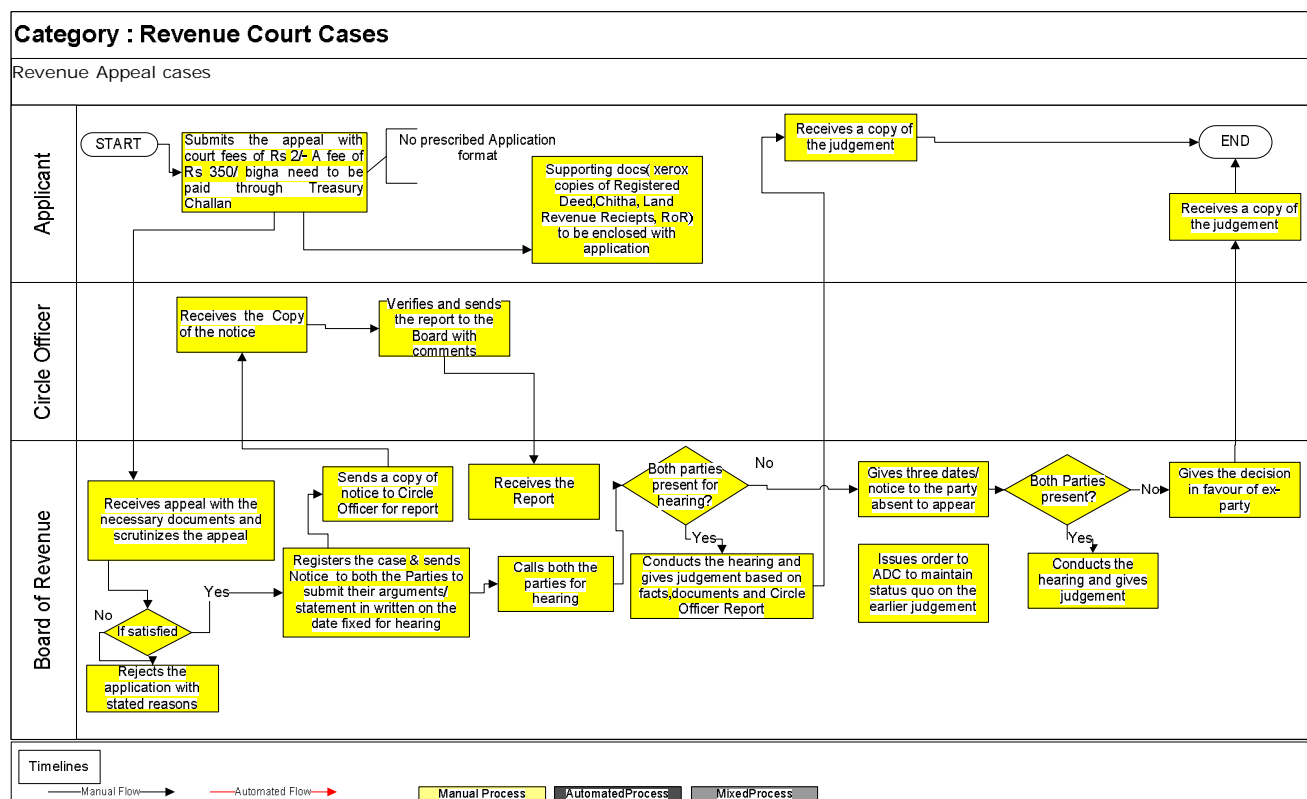 Category : Revenue Court Cases
Revenue Appeal cases
Applicant
START
Submits the appeal with
court fees of Rs 2/- A fee of
Rs 350/ bigha need to be
paid through Treasury
Challan
No prescribed Application
format
Supporting docs( xerox
copies of Registered
Deed,Chitha, Land
Revenue Reciepts, RoR)
to be enclosed with
application
Receives a copy of
the judgement
END
Receives a copy of
the judgement
Circle Officer
Receives the Copy
of the notice
Verifies and sends
the report to the
Board with
comments
Board of Revenue
Receives appeal with the
necessary documents and
scrutinizes the appeal
No
If satisfied
Yes
Rejects the
application with
stated reasons
Sends a copy of
notice to Circle
Officer for report
Registers the case & sends
Notice to both the Parties to
submit their arguments/
statement in written on the
date fixed for hearing
Receives the
Report
Calls both the
parties for
hearing
Both parties
present for
hearing?
No
Yes
Conducts the hearing and
gives judgement based on
facts,documents and Circle
Officer Report
Gives three dates/
notice to the party
absent to appear
Issues order to
ADC to maintain
status quo on the
earlier judgement
Both Parties
present?
No
Yes
Conducts the
hearing and gives
judgement
Gives the decision
in favour of ex-
party
Timelines
Manual Flow
Automated Flow
Manual Process
AutomatedProcess
MixedProcess